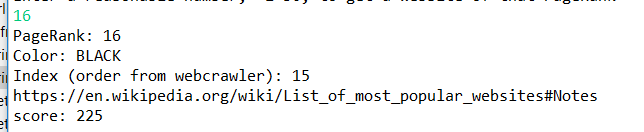 16
PageRank: 16
Color: BLACK
Index (order from webcrawler): 15
https://en.wikipedia.org/wiki/List_of_most_popular_websites#Notes
score: 225